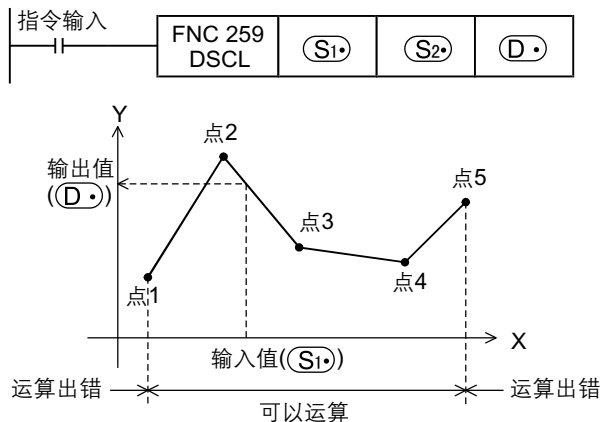 指令输入
FNC 259
DSCL
S1•
S2•
D •
Y
点2
输出值
(D •)
点5
点3
点1
点4
X
输入值(S1•)
运算出错
运算出错
可以运算